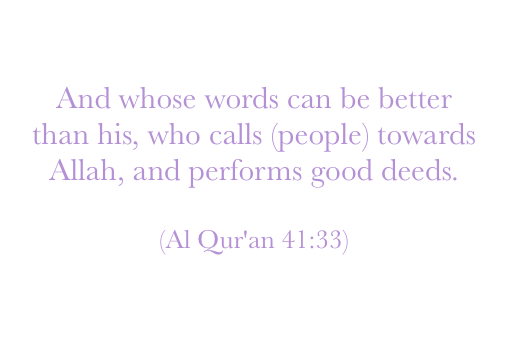 And whose words can be better
than his, who calls (people) towards
Allah, and performs good deeds.
(Al Qur'an 41:33)